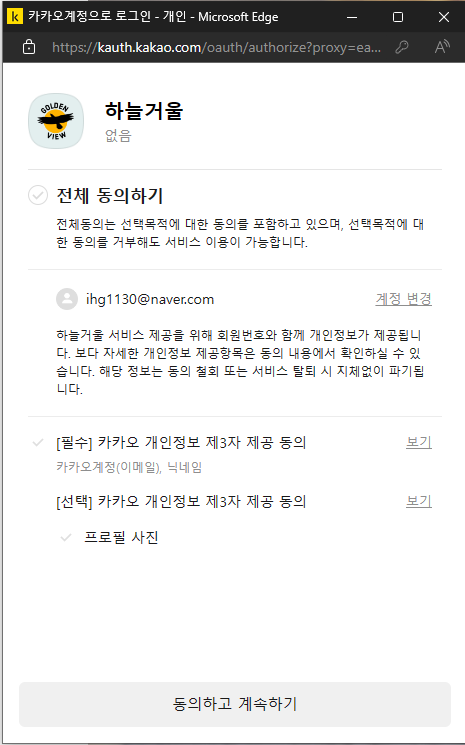 카카오계정으로 로그인 - 개인 - Microsoft Edge
https://kauth.kakao.com/oauth/authorize?proxy=ea...
GOLDEN
VIEW
하늘거울
없음
전체 동의하기
전체동의는 선택목적에 대한 동의를 포함하고 있으며, 선택목적에 대
한 동의를 거부해도 서비스 이용이 가능합니다.
ihg1130@naver.com 계정 변경
하늘거울 서비스 제공을 위해 회원번호와 함께 개인정보가 제공됩니
다. 보다 자세한 개인정보 제공항목은 동의 내용에서 확인하실 수 있
습니다. 해당 정보는 동의 철회 또는 서비스 탈퇴 시 지체없이 파기됩
니다.
[필수] 카카오 개인정보 제3자 제공 동의 보기
카카오계정(이메일), 닉네임
[선택] 카카오 개인정보 제3자 제공 동의 보기
프로필 사진
동의하고 계속하기